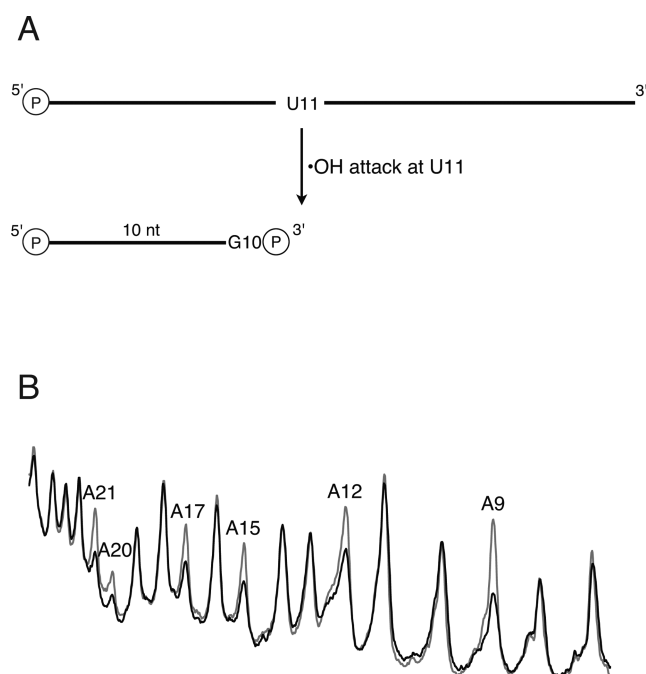 A
5' P U11 3'
•OH attack at U11
5' P 10 nt G10 P 3'
B
A21 A20 A17 A15 A12 A9